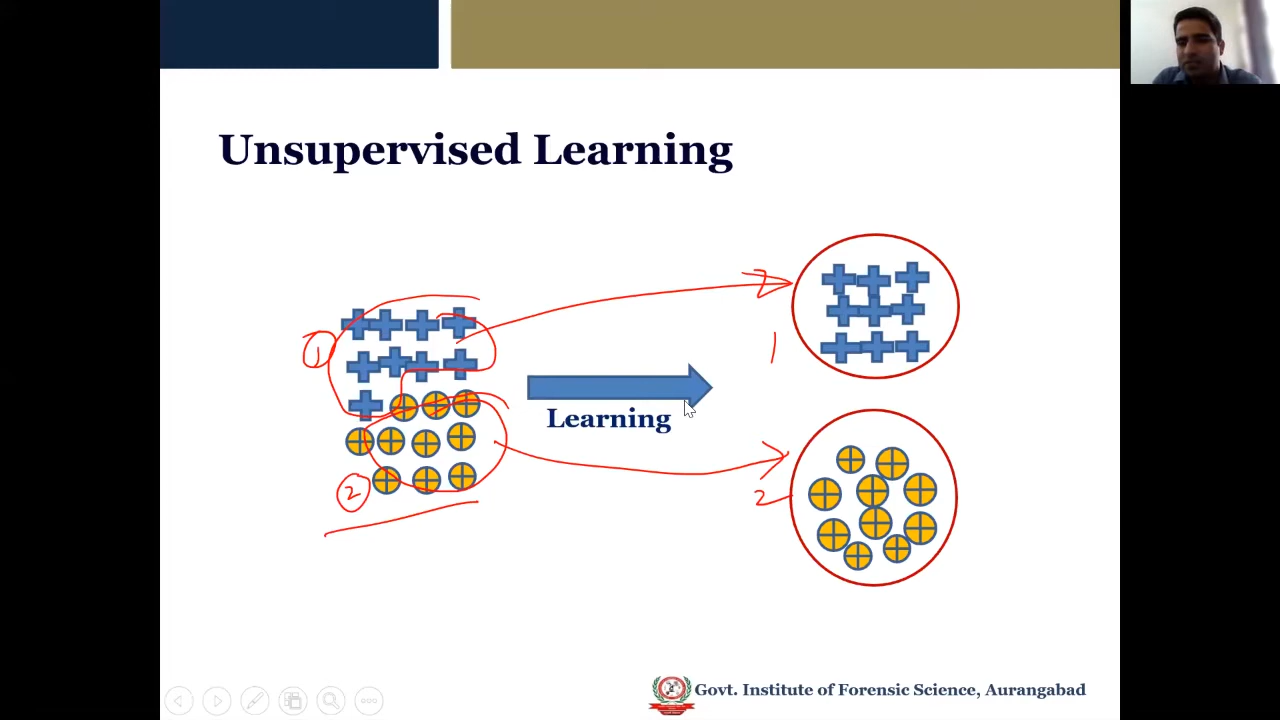 Unsupervised Learning
1
Learning
1
2
2
Govt. Institute of Forensic Science, Aurangabad